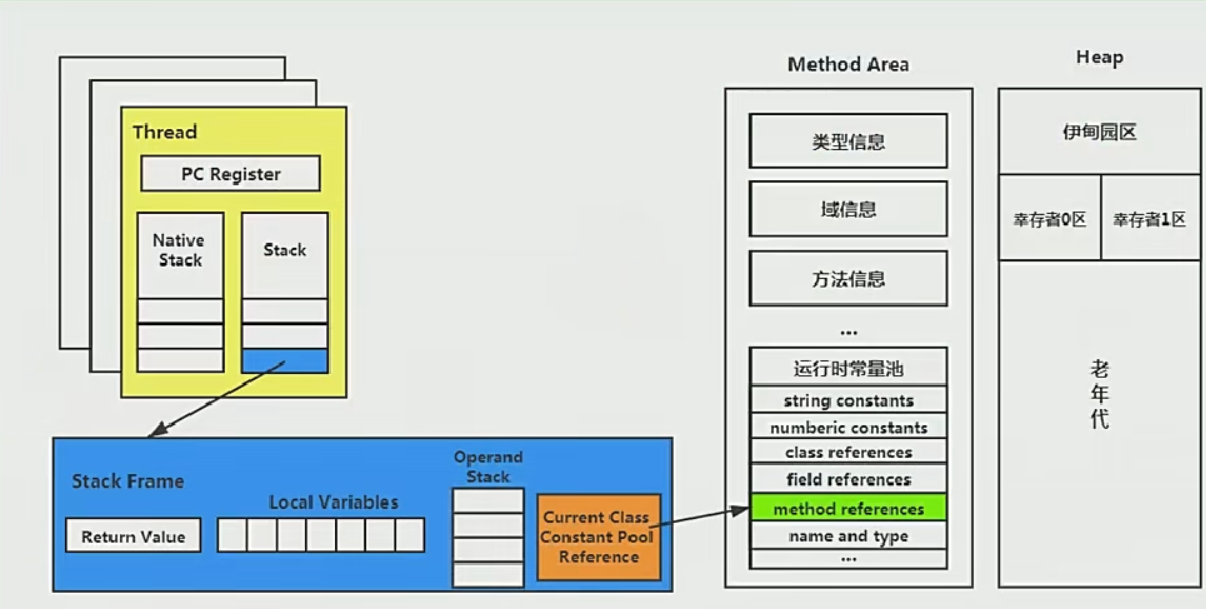 Method Area
Heap
Thread
PC Register
Native
Stack
Stack
Stack Frame
Return Value
Local Variables
Operand
Stack
Current Class
Constant Pool
Reference
类型信息
域信息
方法信息
...
运行时常量池
string constants
numberic constants
class references
field references
method references
name and type
...
伊甸园区
幸存者0区
幸存者1区
老
年
代